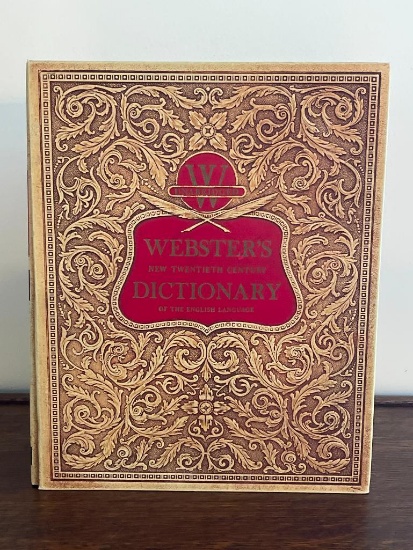 W
WEBSTER'S
NEW TWENTIETH CENTURY
DICTIONARY
OF THE ENGLISH LANGUAGE